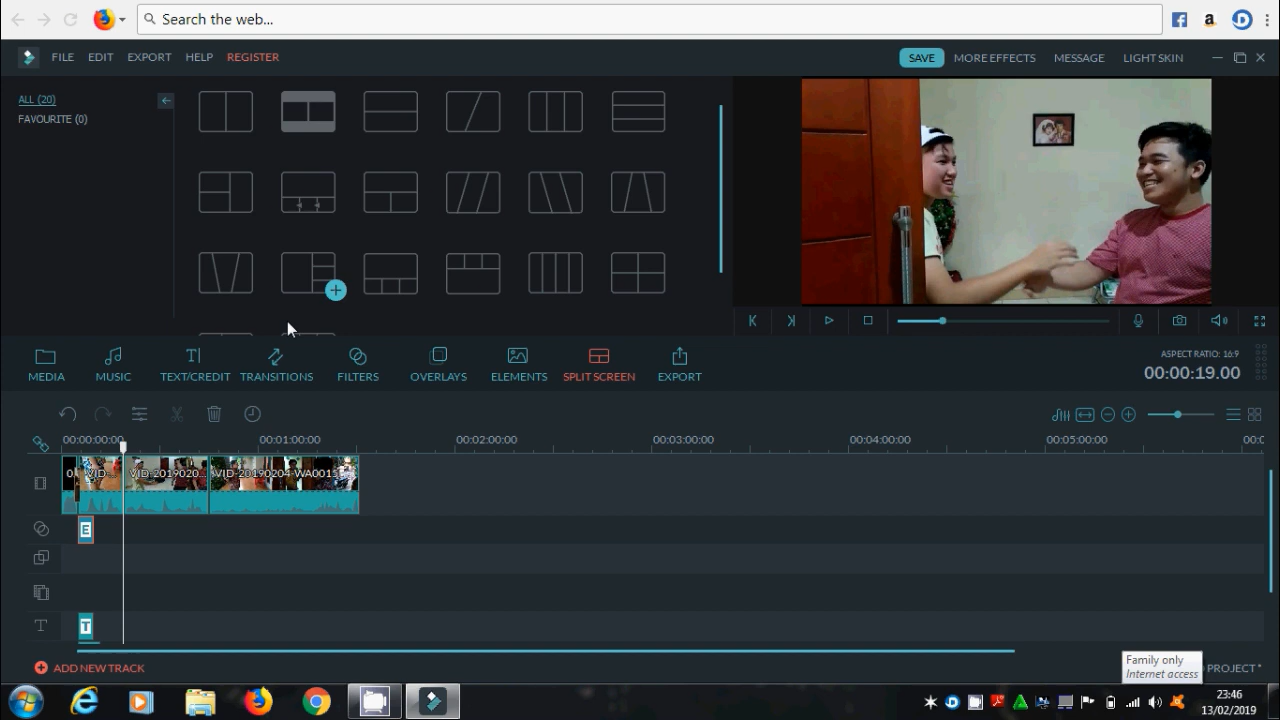 Search the web...
FILE EDIT EXPORT HELP REGISTER SAVE MORE EFFECTS MESSAGE LIGHT SKIN
ALL (20)
FAVOURITE (0)
MEDIA MUSIC TEXT/CREDIT TRANSITIONS FILTERS OVERLAYS ELEMENTS SPLIT SCREEN EXPORT
ASPECT RATIO: 16:9
00:00:19.00
00:00:00:00 00:01:00:00 00:02:00:00 00:03:00:00 00:04:00:00 00:05:00:00
VID-2019020... VID-20190204-WA001
E
T
ADD NEW TRACK
Family only
Internet access
PROJECT*
23:46
13/02/2019